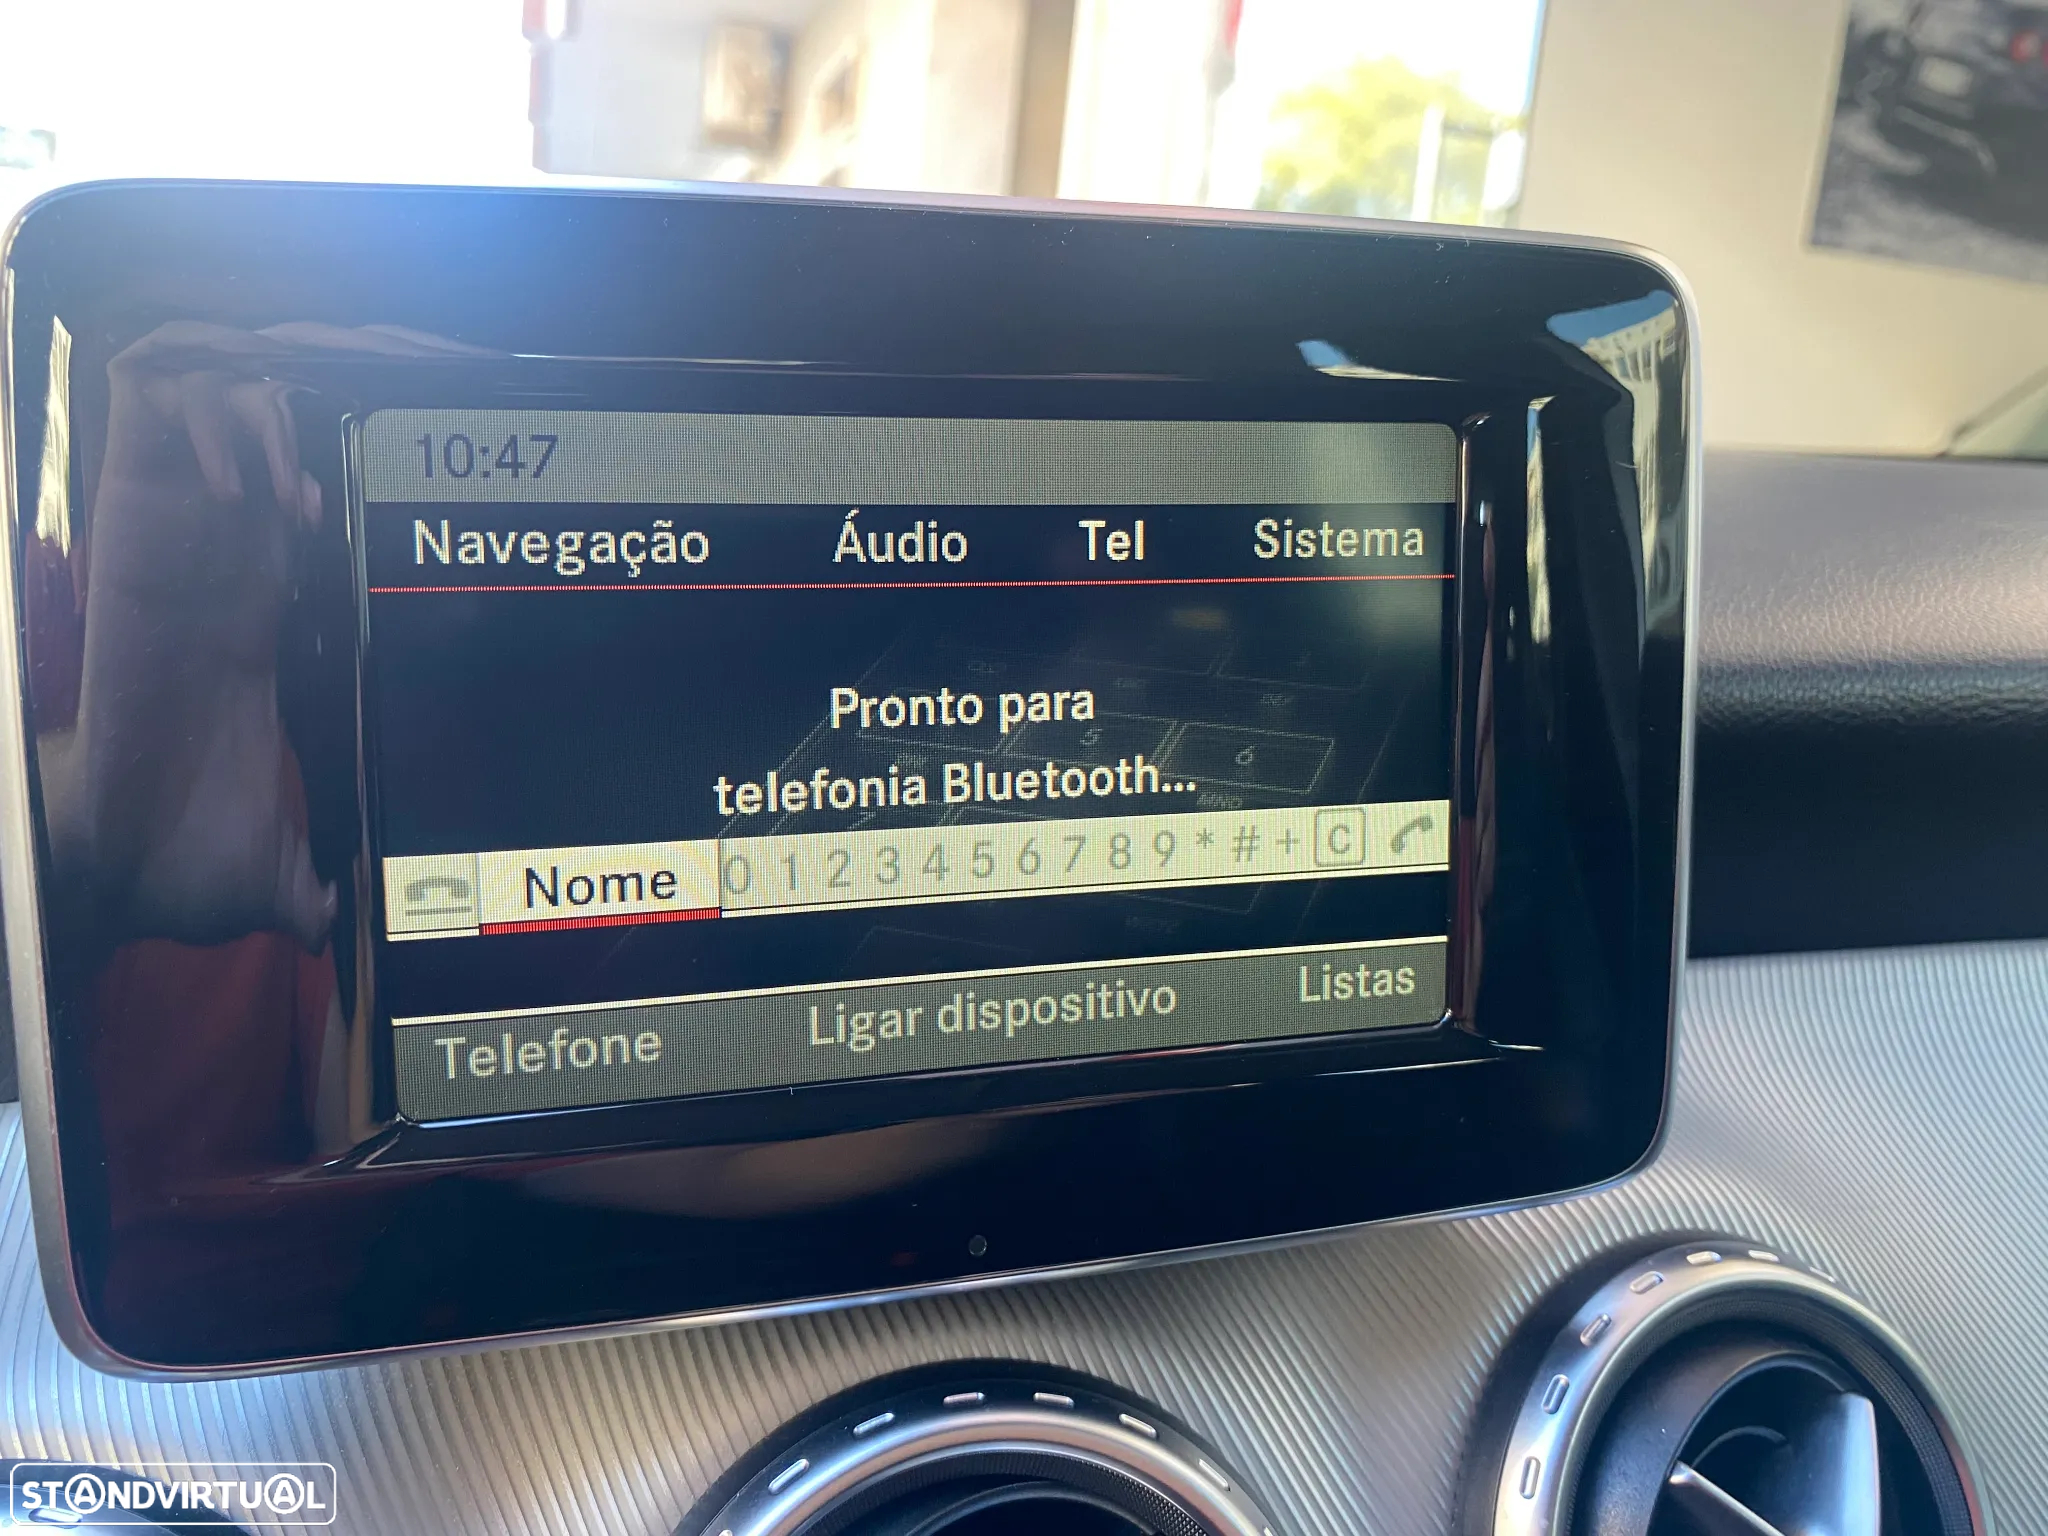 10:47
Navegação Áudio Tel Sistema
Pronto para
telefonia Bluetooth...
Nome 0 1 2 3 4 5 6 7 8 9 * # + C
Telefone Ligar dispositivo Listas
STANDVIRTUAL